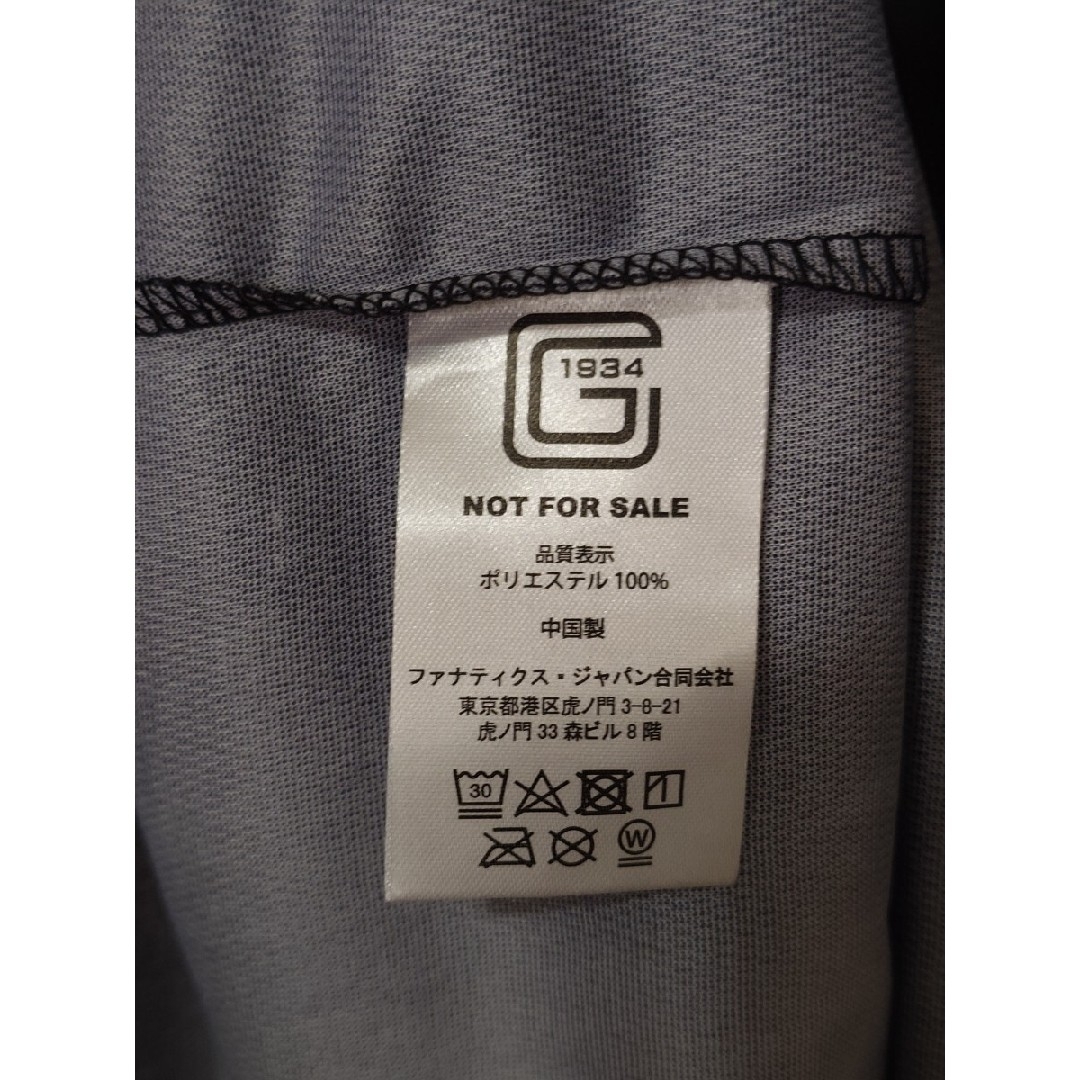 1934
NOT FOR SALE
品質表示
ポリエステル 100%
中国製
ファナティクス・ジャパン合同会社
東京都港区虎ノ門 3-8-21
虎ノ門 33 森ビル 8 階
30
W